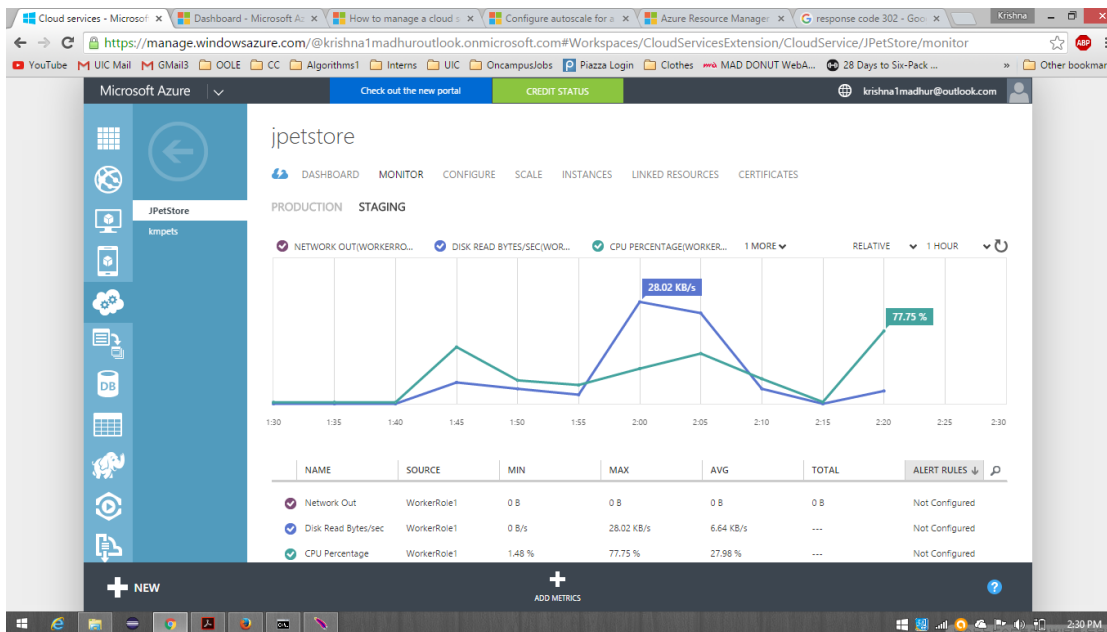 Cloud services - Microsof
Dashboard - Microsoft Az
How to manage a cloud s
Configure autoscale for a
Azure Resource Manager
response code 302 - Goo
Krishna
https://manage.windowsazure.com/@krishna1madhuroutlook.onmicrosoft.com#Workspaces/CloudServicesExtension/CloudService/JPetStore/monitor
ABP
YouTube
UIC Mail
GMail3
OOLE
CC
Algorithms1
Interns
UIC
OncampusJobs
Piazza Login
Clothes
MAD DONUT WebA...
28 Days to Six-Pack ...
»
Other bookmar
Microsoft Azure
Check out the new portal
CREDIT STATUS
krishna1madhur@outlook.com
jpetstore
DASHBOARD MONITOR CONFIGURE SCALE INSTANCES LINKED RESOURCES CERTIFICATES
JPetStore
kmpets
DB
PRODUCTION STAGING
NETWORK OUT(WORKERRO... DISK READ BYTES/SEC(WOR... CPU PERCENTAGE(WORKER... 1 MORE RELATIVE 1 HOUR
28.02 KB/s
77.75 %
1:30 1:35 1:40 1:45 1:50 1:55 2:00 2:05 2:10 2:15 2:20 2:25 2:30
NAME SOURCE MIN MAX AVG TOTAL ALERT RULES
Network Out WorkerRole1 0 B 0 B 0 B 0 B Not Configured
Disk Read Bytes/sec WorkerRole1 0 B/s 28.02 KB/s 6.64 KB/s --- Not Configured
CPU Percentage WorkerRole1 1.48 % 77.75 % 27.98 % --- Not Configured
NEW
ADD METRICS
?
2:30 PM